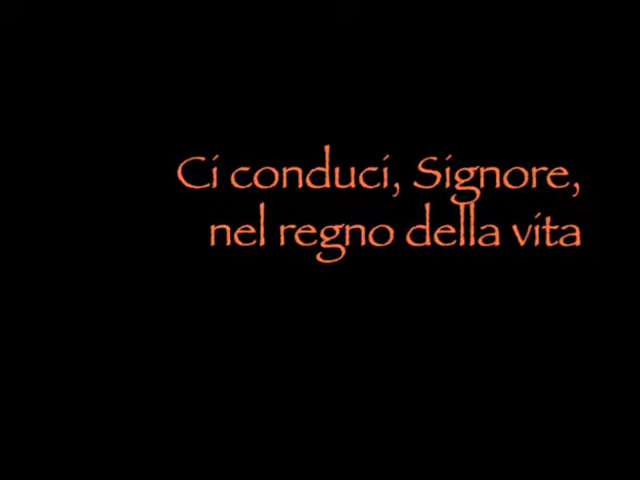 Ci conduci, Signore,
nel regno della vita